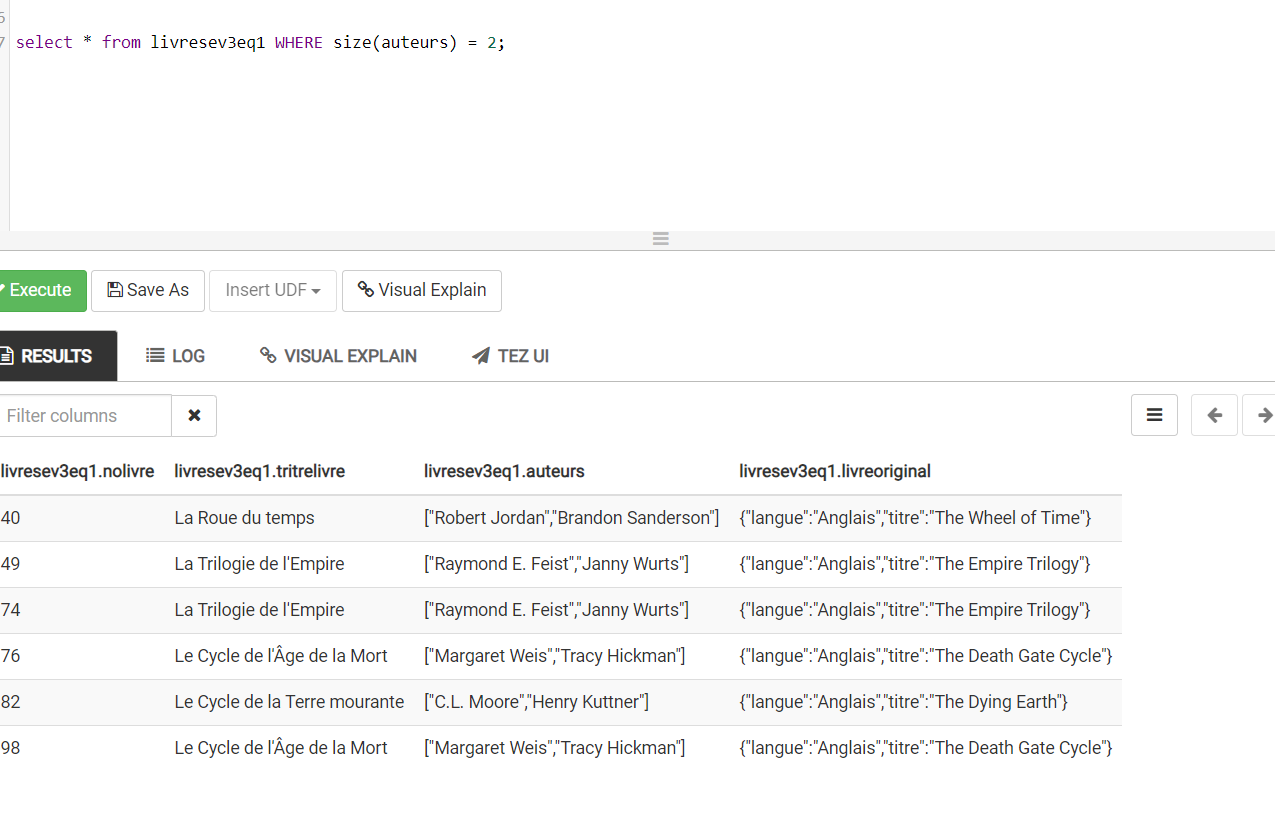 6
7 select * from livresev3eq1 WHERE size(auteurs) = 2;
Execute Save As Insert UDF Visual Explain
RESULTS LOG VISUAL EXPLAIN TEZ UI
Filter columns
livresev3eq1.nolivre livresev3eq1.tritrelivre livresev3eq1.auteurs livresev3eq1.livreoriginal
40 La Roue du temps ["Robert Jordan","Brandon Sanderson"] {"langue":"Anglais","titre":"The Wheel of Time"}
49 La Trilogie de l'Empire ["Raymond E. Feist","Janny Wurts"] {"langue":"Anglais","titre":"The Empire Trilogy"}
74 La Trilogie de l'Empire ["Raymond E. Feist","Janny Wurts"] {"langue":"Anglais","titre":"The Empire Trilogy"}
76 Le Cycle de l'Âge de la Mort ["Margaret Weis","Tracy Hickman"] {"langue":"Anglais","titre":"The Death Gate Cycle"}
82 Le Cycle de la Terre mourante ["C.L. Moore","Henry Kuttner"] {"langue":"Anglais","titre":"The Dying Earth"}
98 Le Cycle de l'Âge de la Mort ["Margaret Weis","Tracy Hickman"] {"langue":"Anglais","titre":"The Death Gate Cycle"}